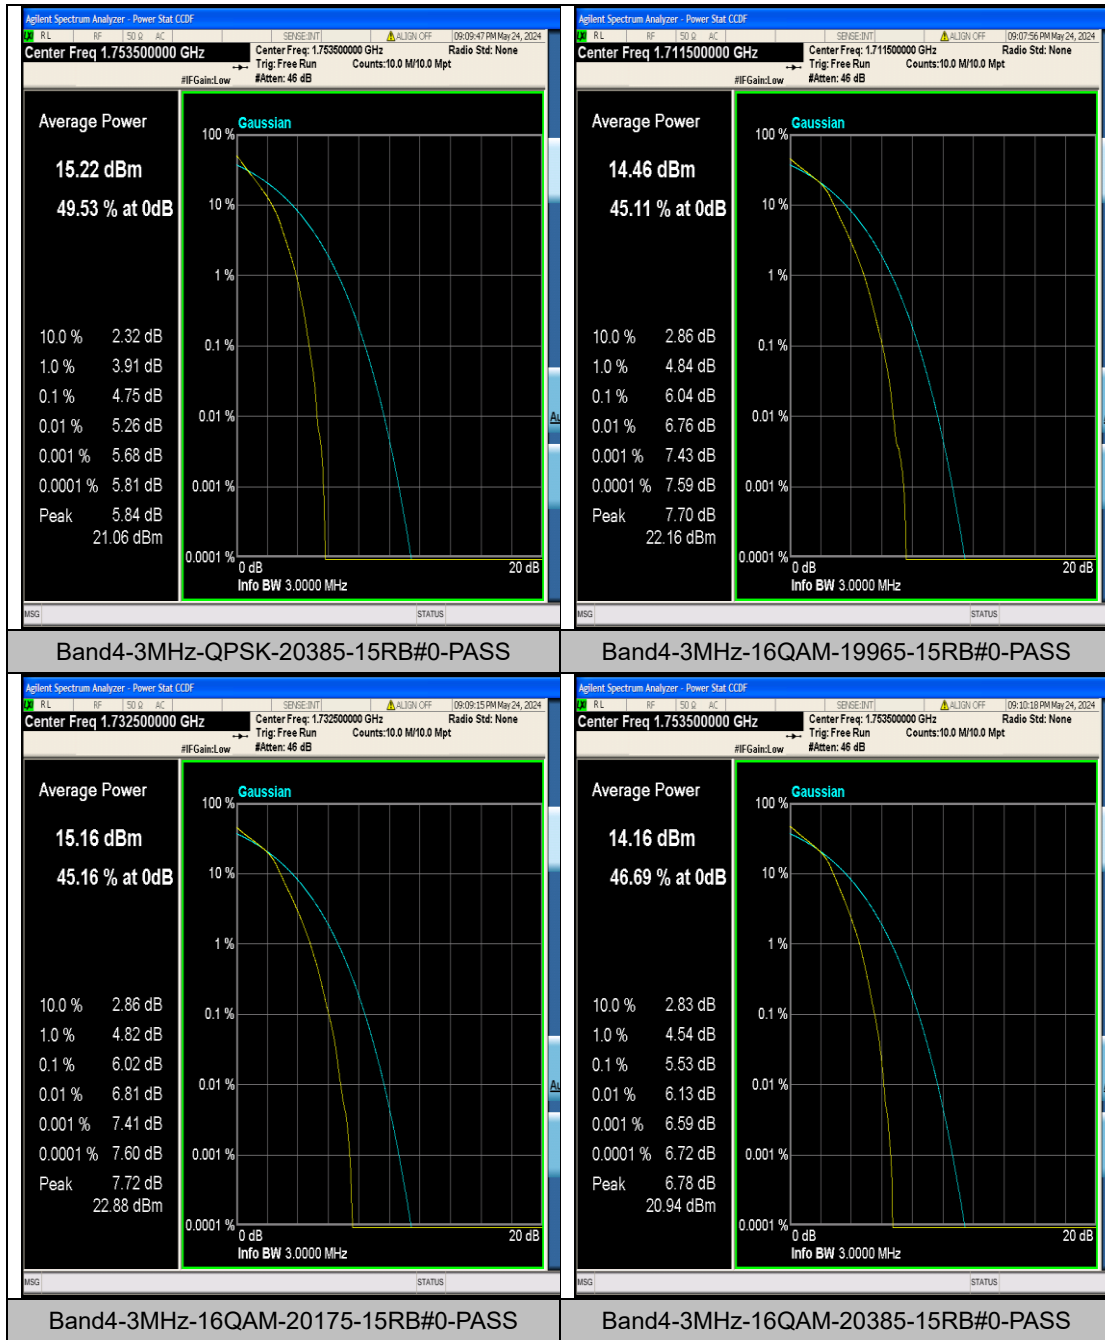 Agilent Spectrum Analyzer - Power Stat CCDF
LXI RL RF 50 Ω AC SENSE:INT ALIGN OFF 09:09:47 PM May 24, 2024
Center Freq 1.753500000 GHz
Center Freq: 1.753500000 GHz Radio Std: None
Trig: Free Run Counts:10.0 M/10.0 Mpt
#IFGain:Low #Atten: 46 dB
Average Power
15.22 dBm
49.53 % at 0dB
10.0 % 2.32 dB
1.0 % 3.91 dB
0.1 % 4.75 dB
0.01 % 5.26 dB
0.001 % 5.68 dB
0.0001 % 5.81 dB
Peak 5.84 dB
21.06 dBm
Gaussian
100 %
10 %
1 %
0.1 %
0.01 %
0.001 %
0.0001 %
0 dB 20 dB
Info BW 3.0000 MHz
MSG STATUS
Agilent Spectrum Analyzer - Power Stat CCDF
LXI RL RF 50 Ω AC SENSE:INT ALIGN OFF 09:07:56 PM May 24, 2024
Center Freq 1.711500000 GHz
Center Freq: 1.711500000 GHz Radio Std: None
Trig: Free Run Counts:10.0 M/10.0 Mpt
#IFGain:Low #Atten: 46 dB
Average Power
14.46 dBm
45.11 % at 0dB
10.0 % 2.86 dB
1.0 % 4.84 dB
0.1 % 6.04 dB
0.01 % 6.76 dB
0.001 % 7.43 dB
0.0001 % 7.59 dB
Peak 7.70 dB
22.16 dBm
Gaussian
100 %
10 %
1 %
0.1 %
0.01 %
0.001 %
0.0001 %
0 dB 20 dB
Info BW 3.0000 MHz
MSG STATUS
Band4-3MHz-QPSK-20385-15RB#0-PASS
Band4-3MHz-16QAM-19965-15RB#0-PASS
Agilent Spectrum Analyzer - Power Stat CCDF
LXI RL RF 50 Ω AC SENSE:INT ALIGN OFF 09:09:15 PM May 24, 2024
Center Freq 1.732500000 GHz
Center Freq: 1.732500000 GHz Radio Std: None
Trig: Free Run Counts:10.0 M/10.0 Mpt
#IFGain:Low #Atten: 46 dB
Average Power
15.16 dBm
45.16 % at 0dB
10.0 % 2.86 dB
1.0 % 4.82 dB
0.1 % 6.02 dB
0.01 % 6.81 dB
0.001 % 7.41 dB
0.0001 % 7.60 dB
Peak 7.72 dB
22.88 dBm
Gaussian
100 %
10 %
1 %
0.1 %
0.01 %
0.001 %
0.0001 %
0 dB 20 dB
Info BW 3.0000 MHz
MSG STATUS
Agilent Spectrum Analyzer - Power Stat CCDF
LXI RL RF 50 Ω AC SENSE:INT ALIGN OFF 09:10:18 PM May 24, 2024
Center Freq 1.753500000 GHz
Center Freq: 1.753500000 GHz Radio Std: None
Trig: Free Run Counts:10.0 M/10.0 Mpt
#IFGain:Low #Atten: 46 dB
Average Power
14.16 dBm
46.69 % at 0dB
10.0 % 2.83 dB
1.0 % 4.54 dB
0.1 % 5.53 dB
0.01 % 6.13 dB
0.001 % 6.59 dB
0.0001 % 6.72 dB
Peak 6.78 dB
20.94 dBm
Gaussian
100 %
10 %
1 %
0.1 %
0.01 %
0.001 %
0.0001 %
0 dB 20 dB
Info BW 3.0000 MHz
MSG STATUS
Band4-3MHz-16QAM-20175-15RB#0-PASS
Band4-3MHz-16QAM-20385-15RB#0-PASS